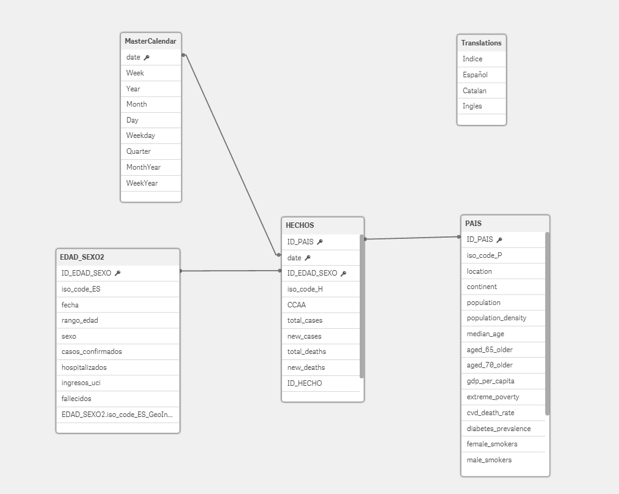 MasterCalendar
date
Week
Year
Month
Day
Weekday
Quarter
MonthYear
WeekYear
Translations
Indice
Español
Catalan
Ingles
EDAD_SEXO2
ID_EDAD_SEXO
iso_code_ES
fecha
rango_edad
sexo
casos_confirmados
hospitalizados
ingresos_uci
fallecidos
EDAD_SEXO2.iso_code_ES_GeoIn...
HECHOS
ID_PAIS
date
ID_EDAD_SEXO
iso_code_H
CCAA
total_cases
new_cases
total_deaths
new_deaths
ID_HECHO
PAIS
ID_PAIS
iso_code_P
location
continent
population
population_density
median_age
aged_65_older
aged_70_older
gdp_per_capita
extreme_poverty
cvd_death_rate
diabetes_prevalence
female_smokers
male_smokers